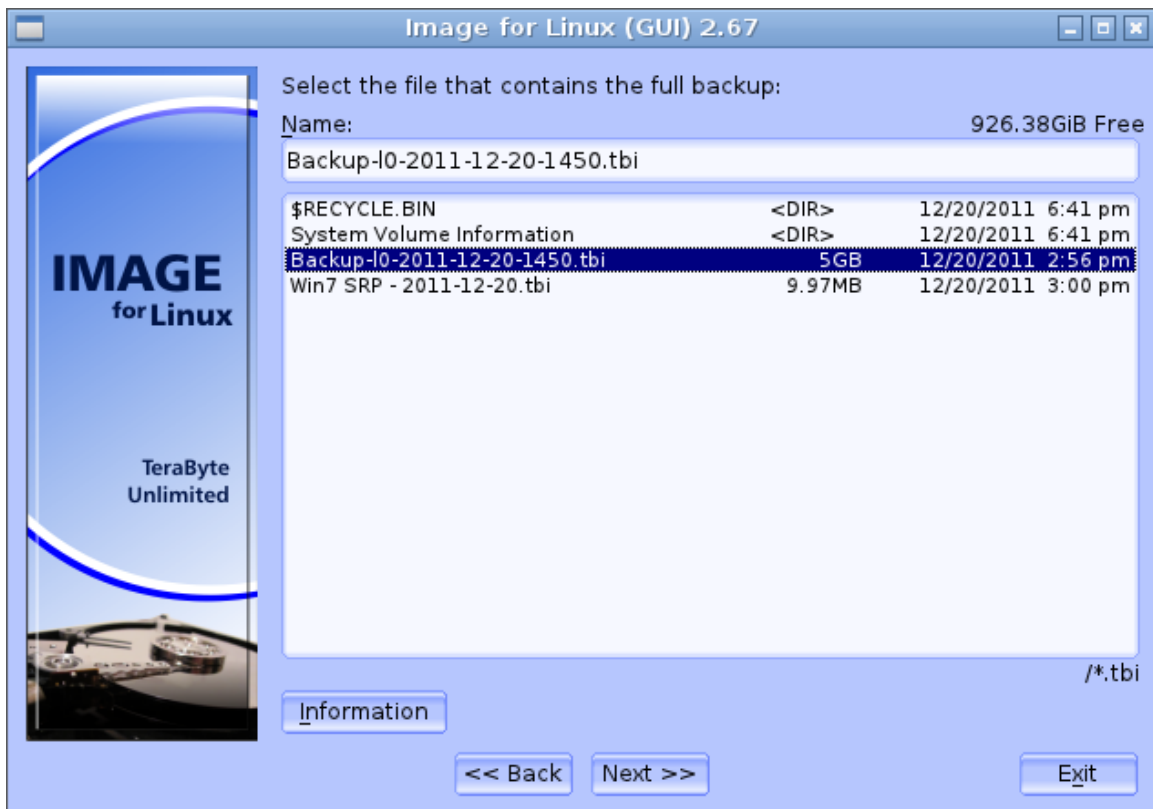 Image for Linux (GUI) 2.67
IMAGE
for Linux
TeraByte
Unlimited
Select the file that contains the full backup:
Name: 926.38GiB Free
Backup-l0-2011-12-20-1450.tbi
$RECYCLE.BIN <DIR> 12/20/2011 6:41 pm
System Volume Information <DIR> 12/20/2011 6:41 pm
Backup-l0-2011-12-20-1450.tbi 5GB 12/20/2011 2:56 pm
Win7 SRP - 2011-12-20.tbi 9.97MB 12/20/2011 3:00 pm
/*.tbi
Information
<< Back Next >> Exit